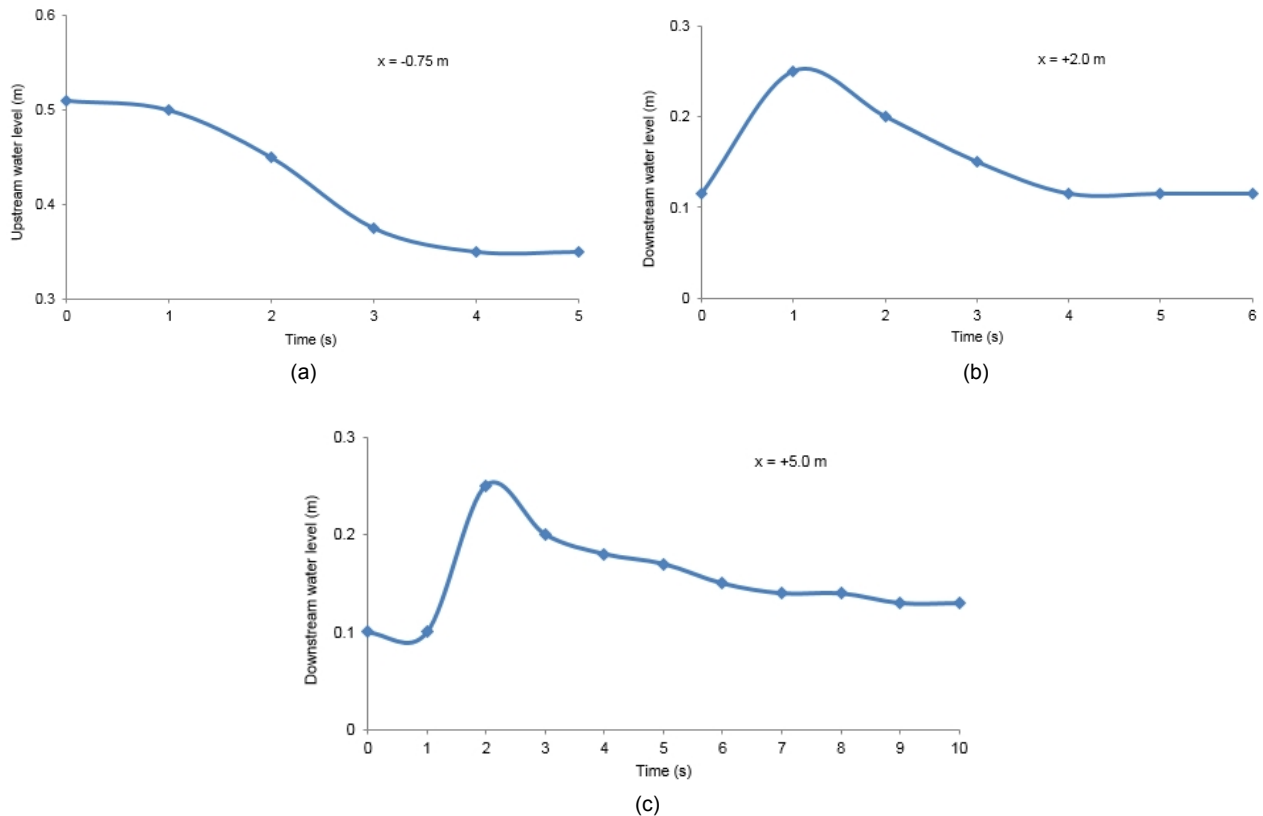 0.6
0.5
0.4
0.3
Upstream water level (m)
x = -0.75 m
0 1 2 3 4 5
Time (s)
(a)
0.3
0.2
0.1
0
Downstream water level (m)
x = +2.0 m
0 1 2 3 4 5 6
Time (s)
(b)
0.3
0.2
0.1
0
Downstream water level (m)
x = +5.0 m
0 1 2 3 4 5 6 7 8 9 10
Time (s)
(c)